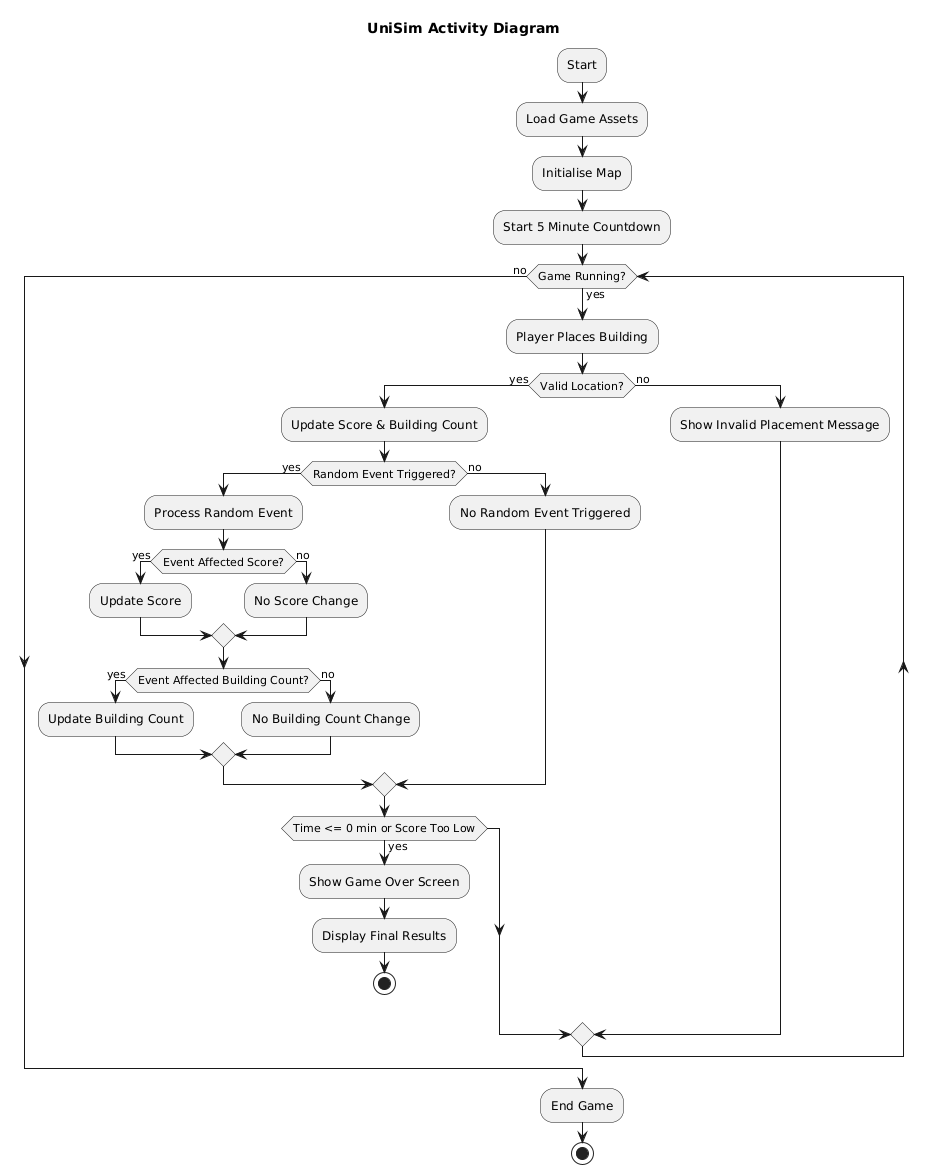 UniSim Activity Diagram
Start
Load Game Assets
Initialise Map
Start 5 Minute Countdown
no
Game Running?
yes
Player Places Building
yes
Valid Location?
no
Update Score & Building Count
Show Invalid Placement Message
yes
Random Event Triggered?
no
Process Random Event
No Random Event Triggered
yes
Event Affected Score?
no
Update Score
No Score Change
yes
Event Affected Building Count?
no
Update Building Count
No Building Count Change
Time <= 0 min or Score Too Low
yes
Show Game Over Screen
Display Final Results
End Game